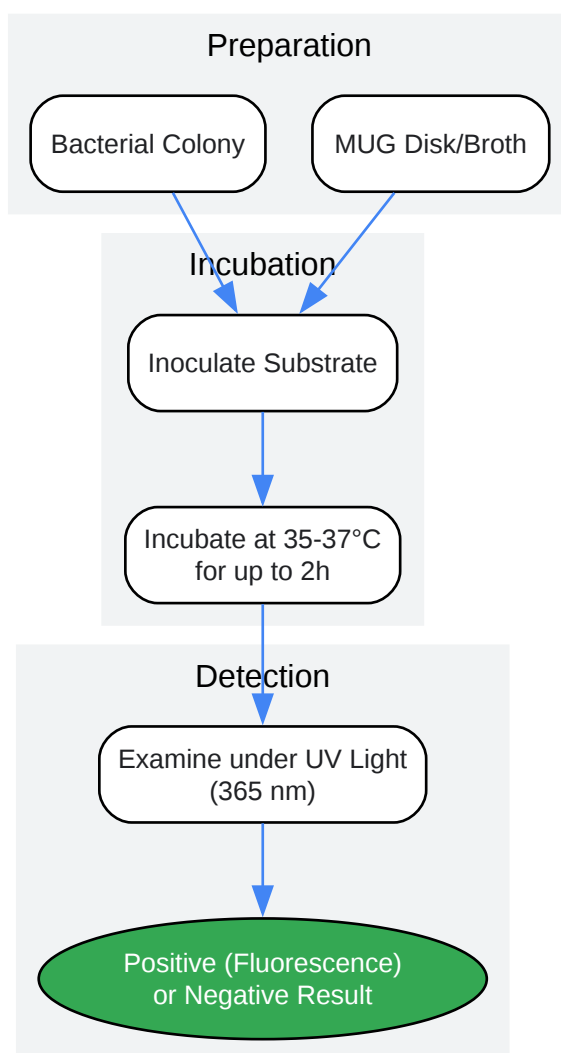 Preparation
Bacterial Colony
MUG Disk/Broth
Incubation
Inoculate Substrate
Incubate at 35-37°C
for up to 2h
Detection
Examine under UV Light
(365 nm)
Positive (Fluorescence)
or Negative Result